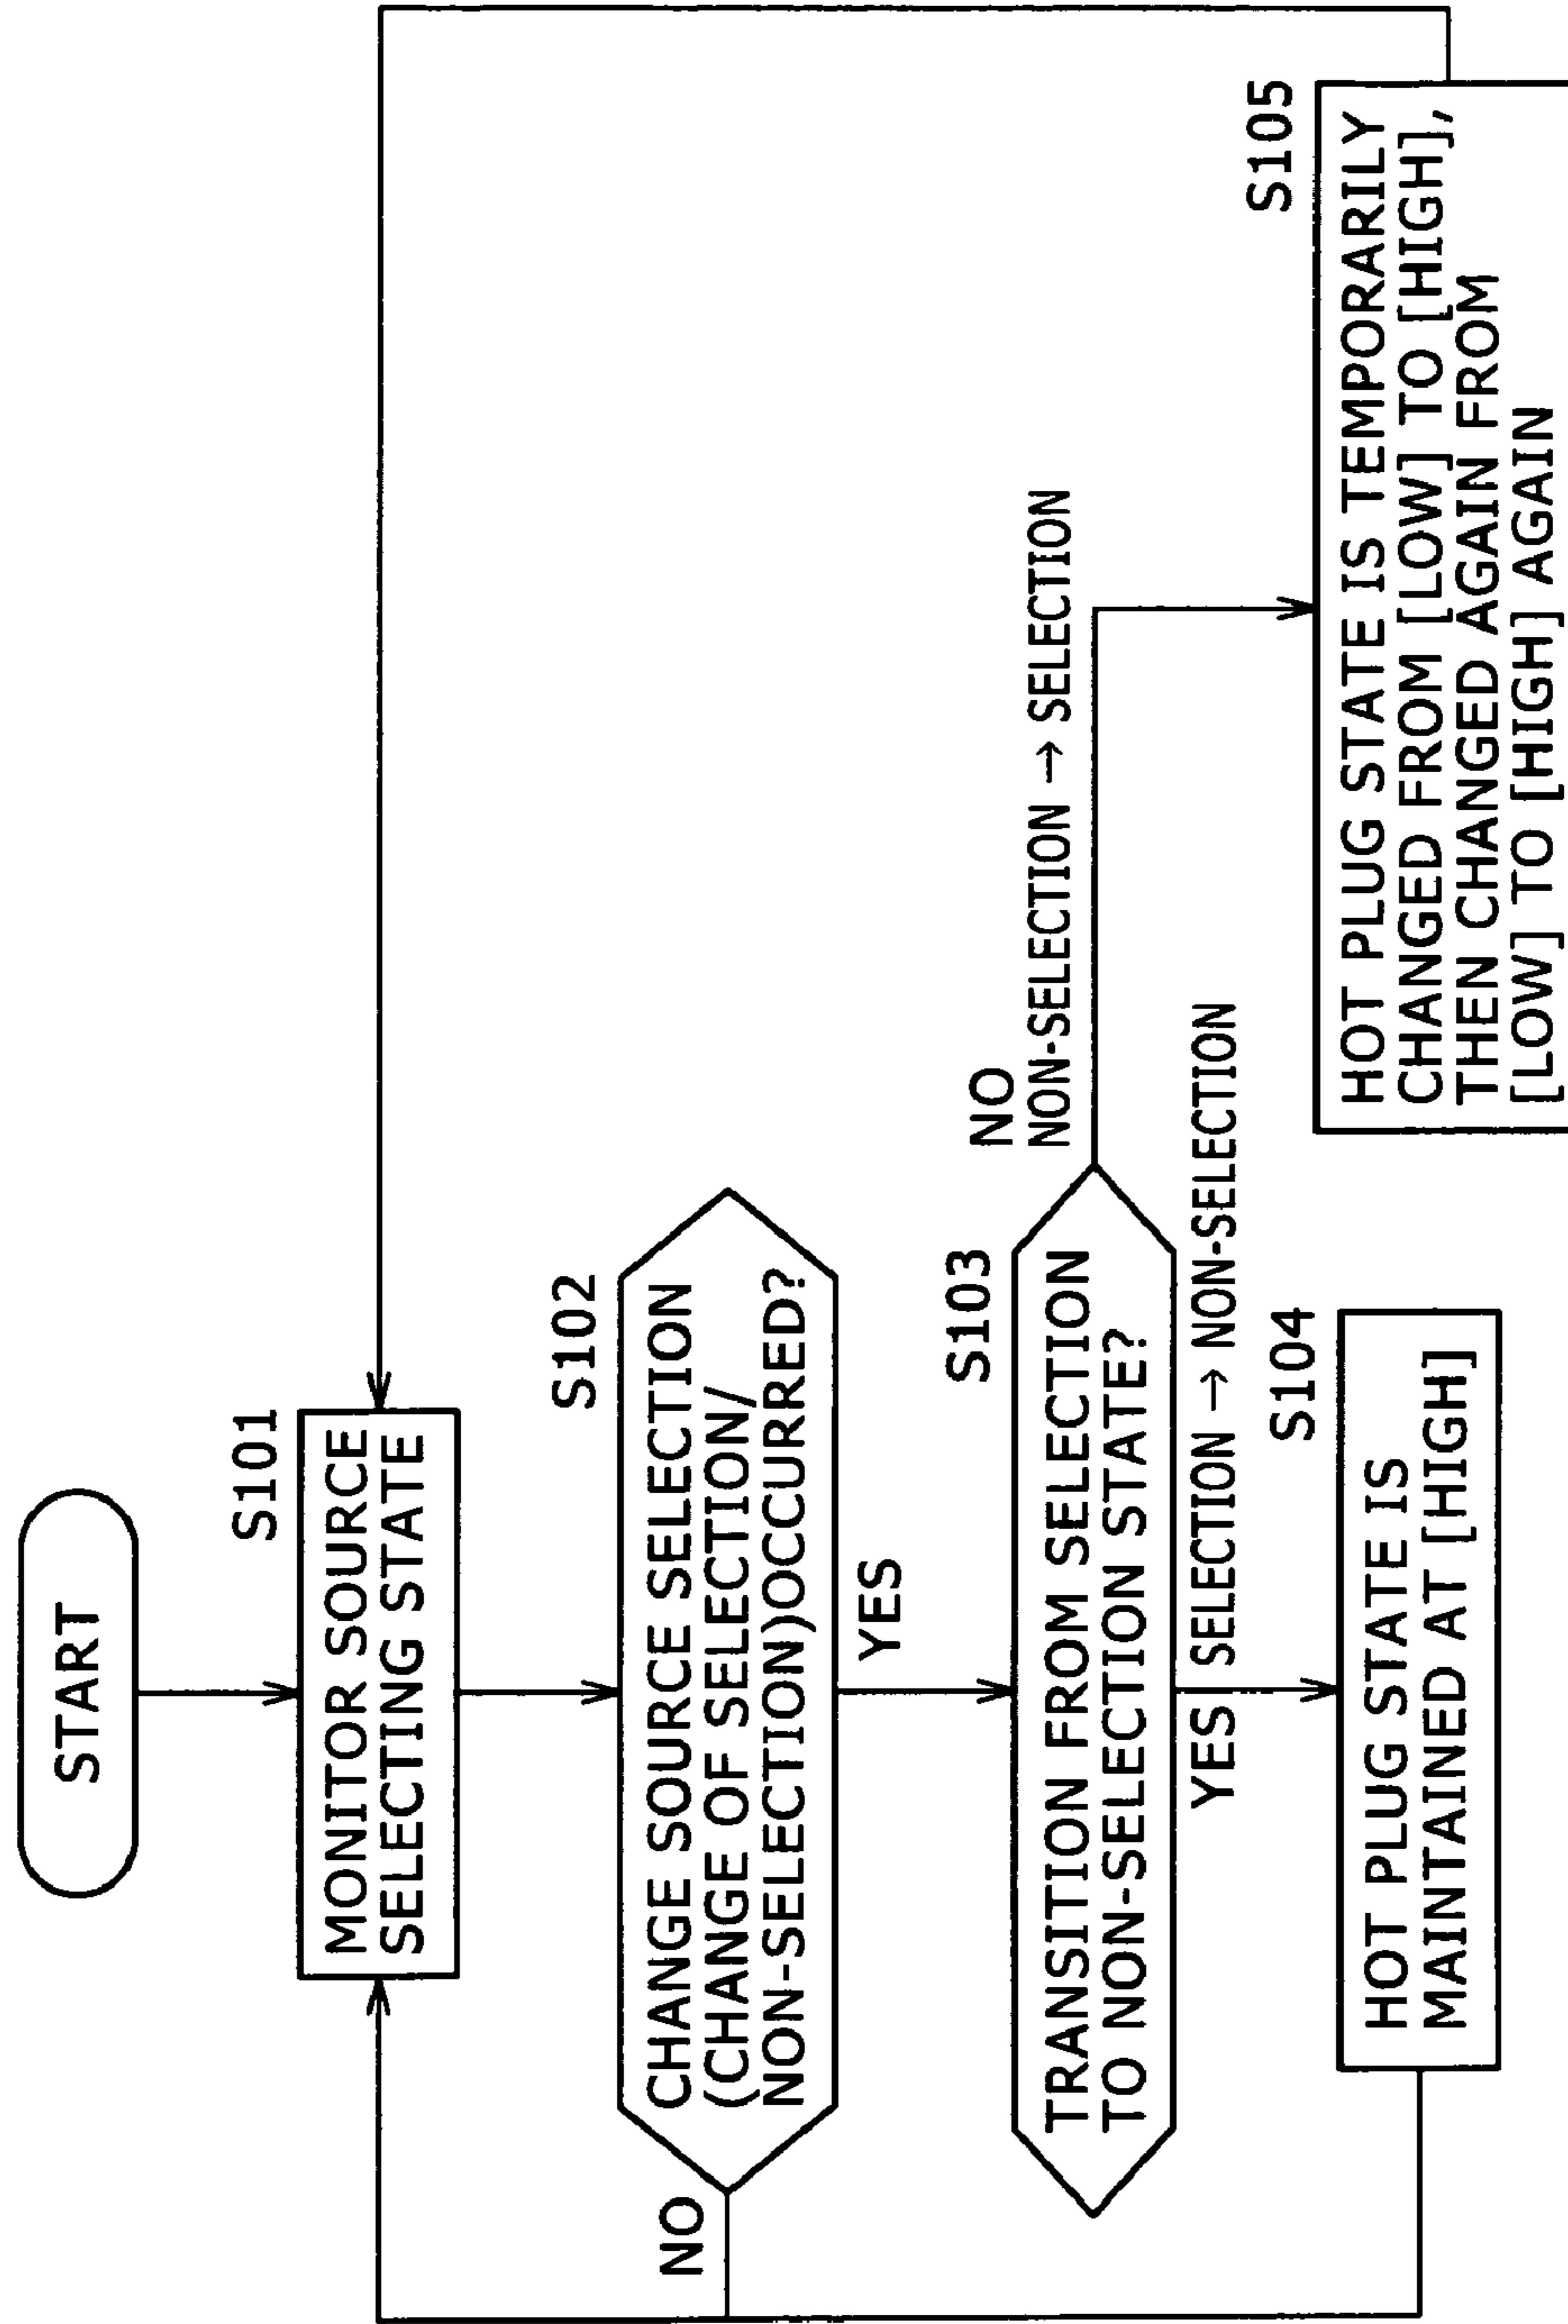 START
S101
MONITOR SOURCE
SELECTING STATE
S102
CHANGE SOURCE SELECTION
(CHANGE OF SELECTION/
NON-SELECTION)OCCURRED?
NO
YES
S103
TRANSITION FROM SELECTION
TO NON-SELECTION STATE?
NO
NON-SELECTION → SELECTION
YES SELECTION → NON-SELECTION
S104
HOT PLUG STATE IS
MAINTAINED AT [HIGH]
S105
HOT PLUG STATE IS TEMPORARILY
CHANGED FROM [LOW] TO [HIGH],
THEN CHANGED AGAIN FROM
[LOW] TO [HIGH] AGAIN